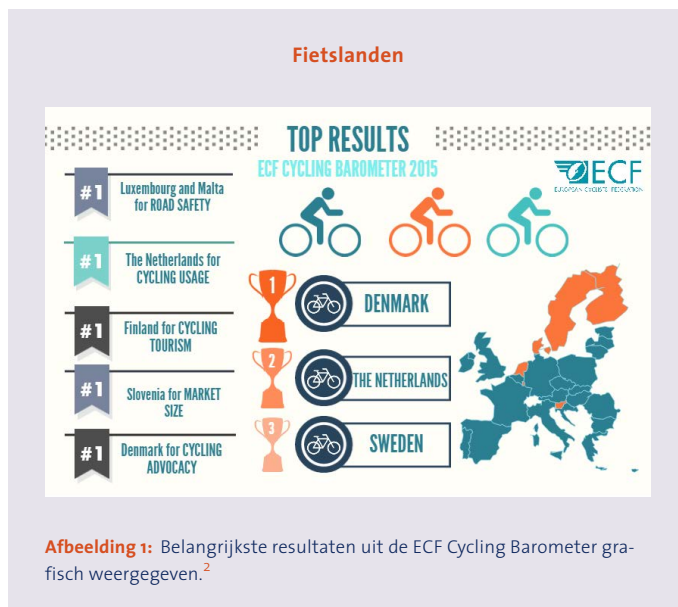 Fietslanden
TOP RESULTS
ECF CYCLING BAROMETER 2015
ECF
EUROPEAN CYCLISTS' FEDERATION
#1
Luxembourg and Malta
for ROAD SAFETY
#1
The Netherlands for
CYCLING USAGE
#1
Finland for CYCLING
TOURISM
#1
Slovenia for MARKET
SIZE
#1
Denmark for CYCLING
ADVOCACY
1
DENMARK
2
THE NETHERLANDS
3
SWEDEN
Afbeelding 1: Belangrijkste resultaten uit de ECF Cycling Barometer gra-
fisch weergegeven.2